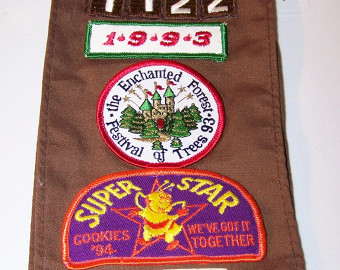 1·9·9·3
·the Enchanted Forest·
Festival of Trees 93
SUPER STAR
COOKIES
'94
WE'VE GOT IT
TOGETHER